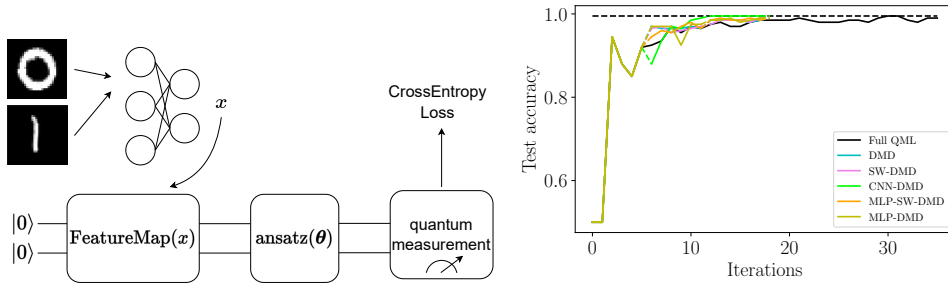 x
CrossEntropy
Loss
|0⟩
|0⟩
FeatureMap(x)
ansatz(θ)
quantum
measurement
Test accuracy
1.0
0.8
0.6
0
10
20
30
Iterations
Full QML
DMD
SW-DMD
CNN-DMD
MLP-SW-DMD
MLP-DMD